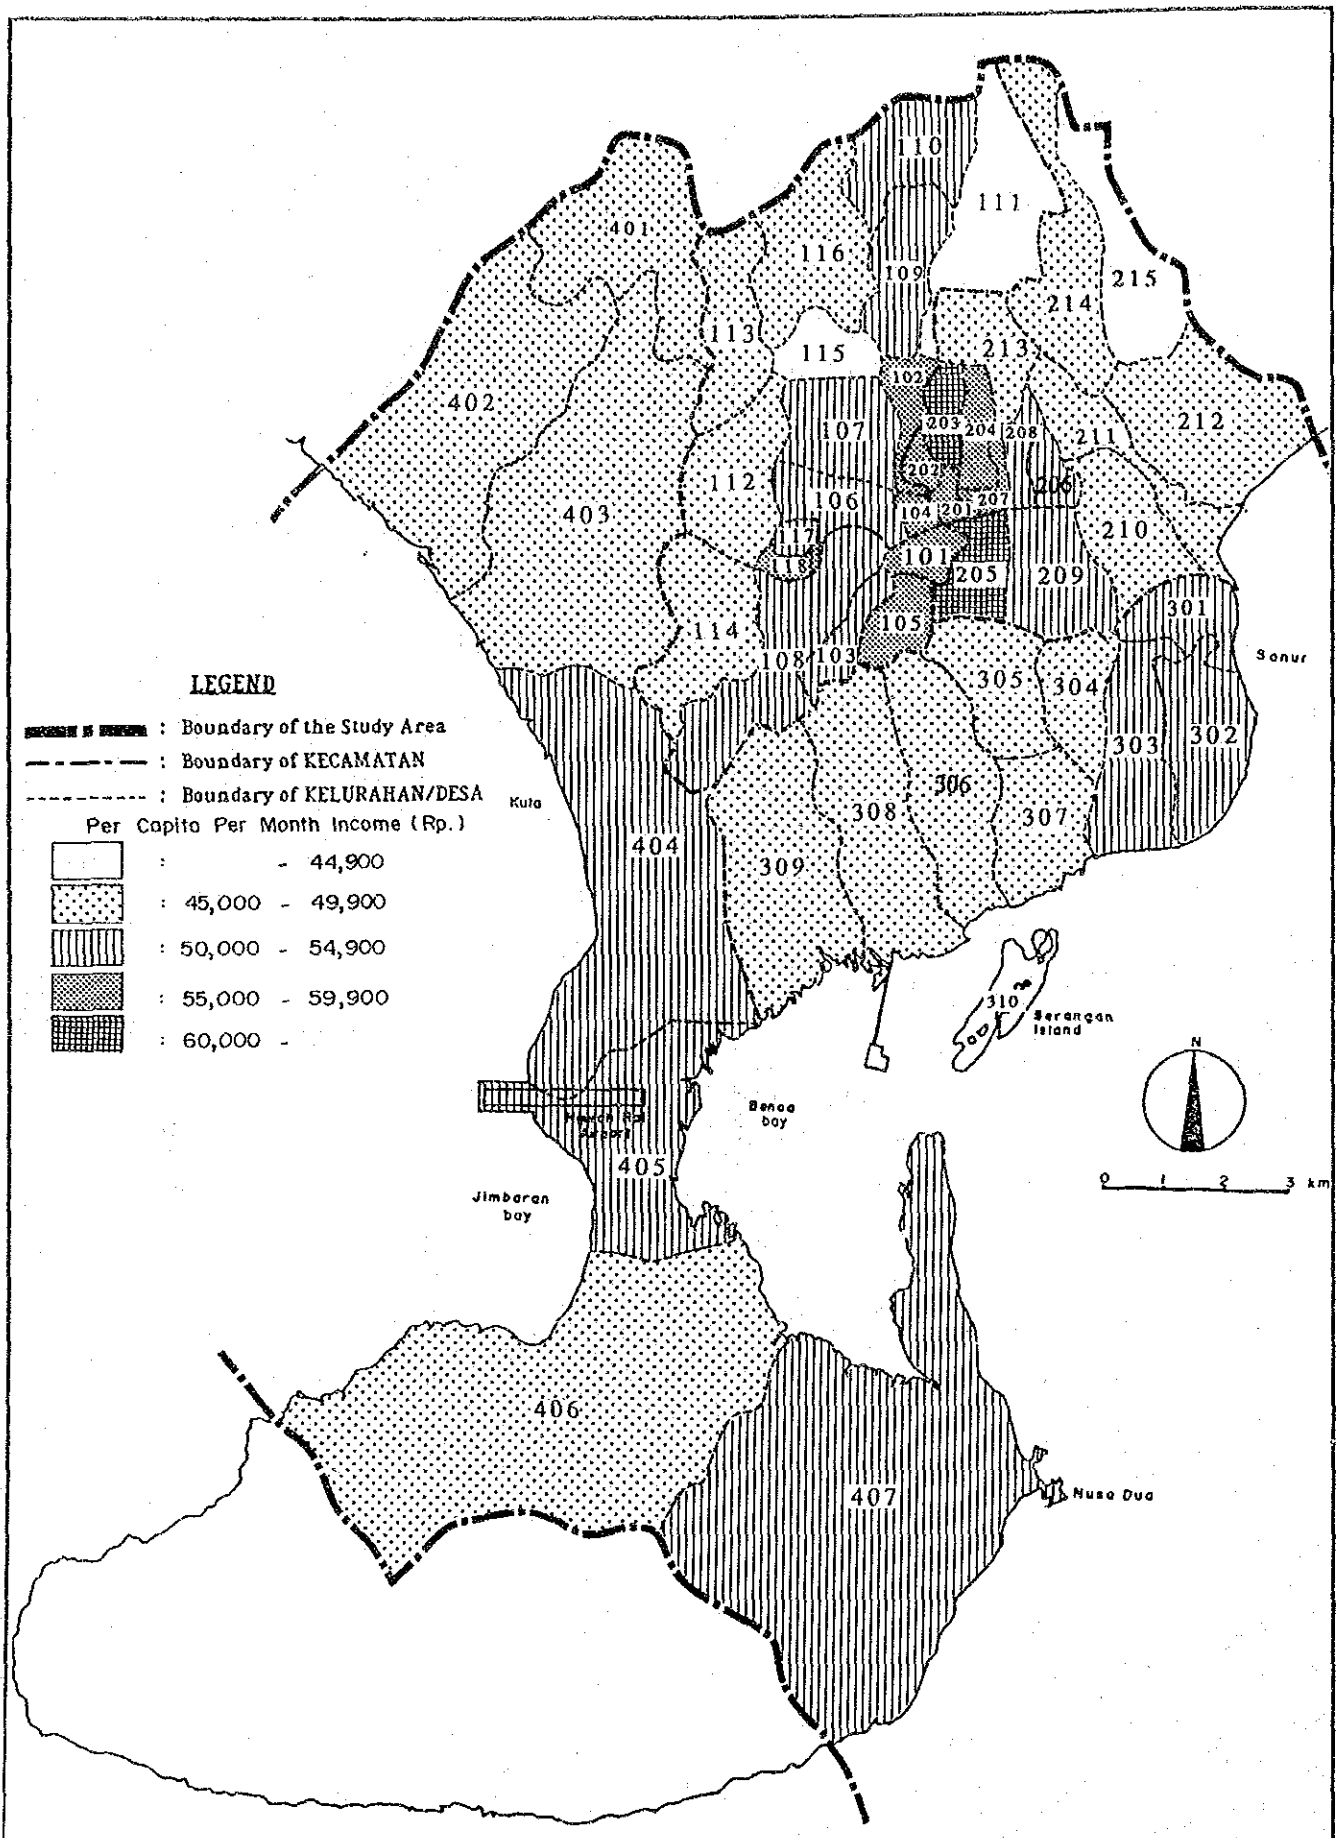 110
111
401
116
109
215
214
113
115
213
102
402
107
203
204
208
211
212
112
202
206
106
104
201
207
403
210
117
118
101
205
209
301
105
114
108
103
Sanur
305
304
303
302
LEGEND
: Boundary of the Study Area
: Boundary of KECAMATAN
: Boundary of KELURAHAN/DESA
Kuta
Per Capita Per Month Income (Rp.)
: - 44,900
: 45,000 - 49,900
: 50,000 - 54,900
: 55,000 - 59,900
: 60,000 -
306
308
307
404
309
310
Serangan
Island
N
Benoa
bay
405
Jimbaran
bay
0 1 2 3 km
406
407
Nusa Dua